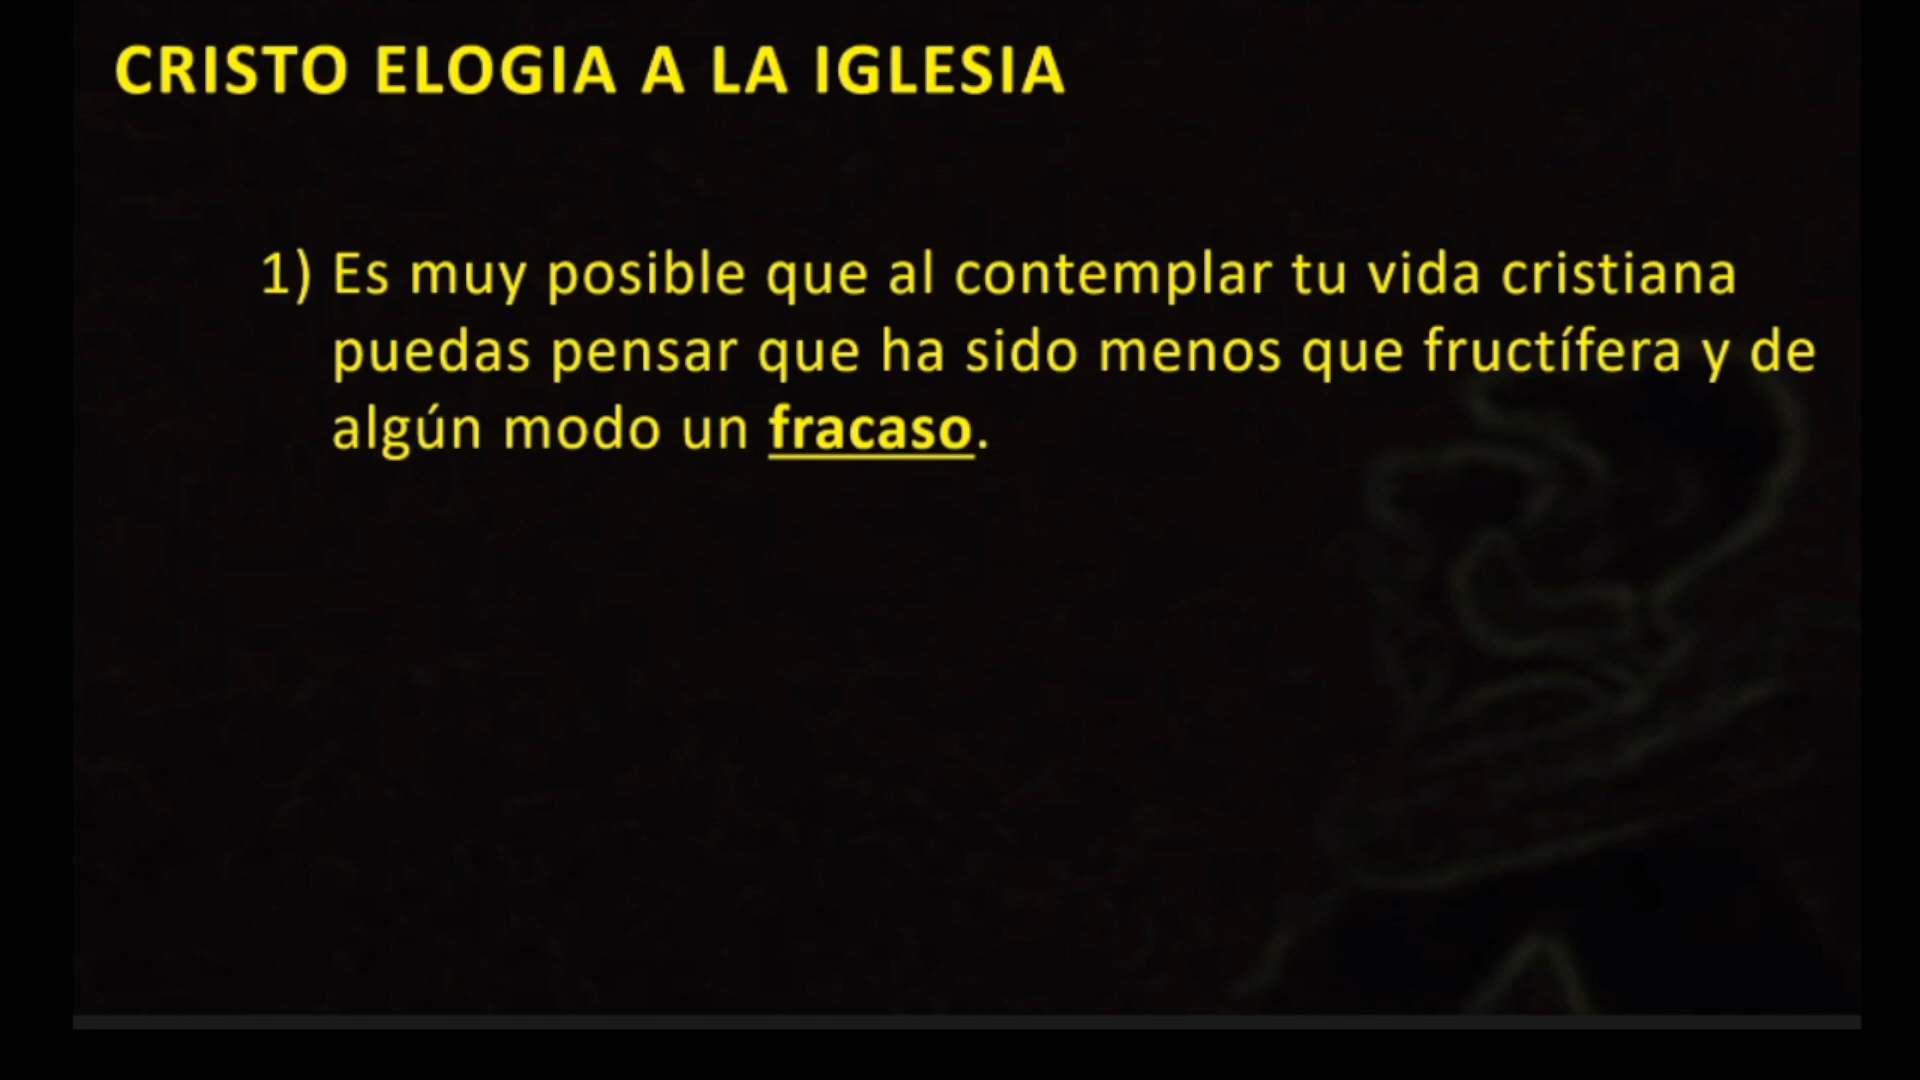 CRISTO ELOGIA A LA IGLESIA
1) Es muy posible que al contemplar tu vida cristiana
puedas pensar que ha sido menos que fructífera y de
algún modo un fracaso.